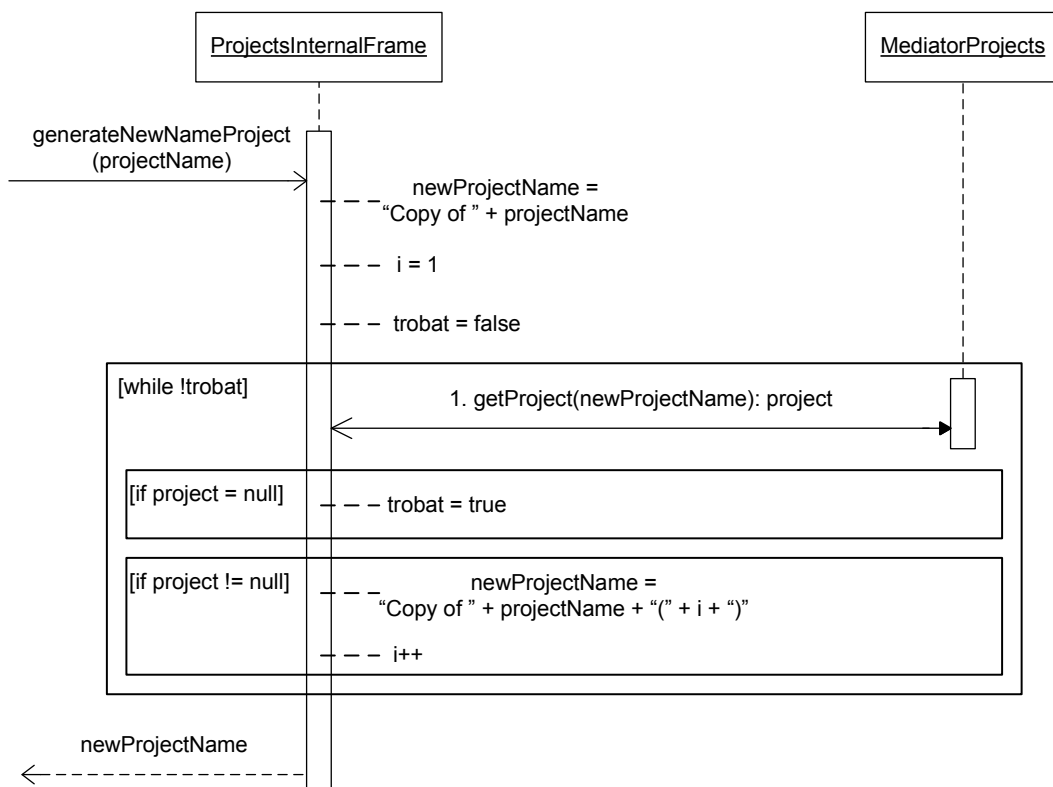 ProjectsInternalFrame
MediatorProjects
generateNewNameProject
(projectName)
newProjectName =
“Copy of ” + projectName
i = 1
trobat = false
[while !trobat]
1. getProject(newProjectName): project
[if project = null]
trobat = true
[if project != null]
newProjectName =
“Copy of ” + projectName + “(” + i + “)”
i++
newProjectName